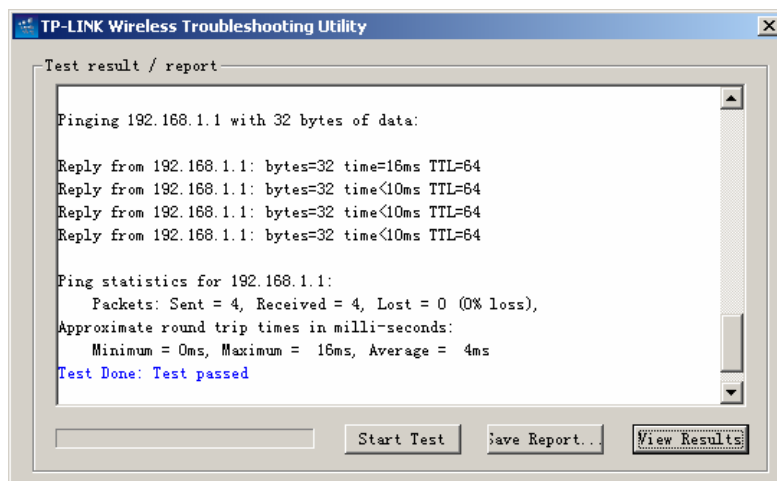 TP-LINK Wireless Troubleshooting Utility
Test result / report
Pinging 192.168.1.1 with 32 bytes of data:
Reply from 192.168.1.1: bytes=32 time=16ms TTL=64
Reply from 192.168.1.1: bytes=32 time<10ms TTL=64
Reply from 192.168.1.1: bytes=32 time<10ms TTL=64
Reply from 192.168.1.1: bytes=32 time<10ms TTL=64
Ping statistics for 192.168.1.1:
Packets: Sent = 4, Received = 4, Lost = 0 (0% loss),
Approximate round trip times in milli-seconds:
Minimum = 0ms, Maximum =  16ms, Average =  4ms
Test Done: Test passed
Start Test Save Report... View Results